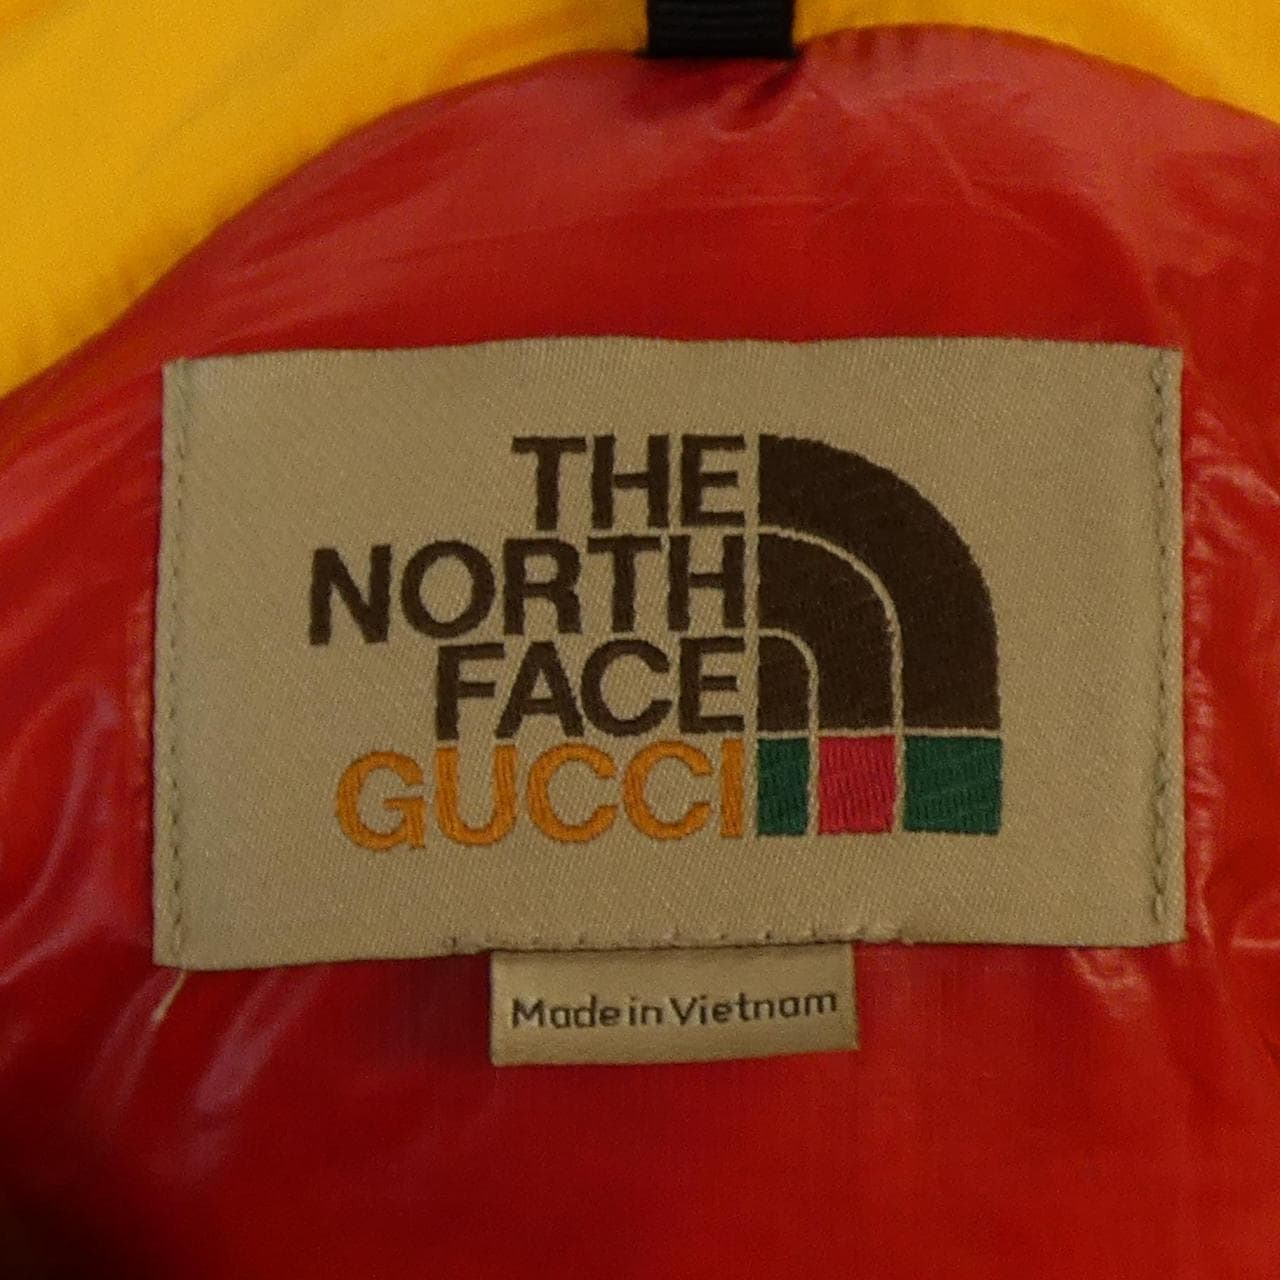 THE
NORTH
FACE
GUCCI
Made in Vietnam